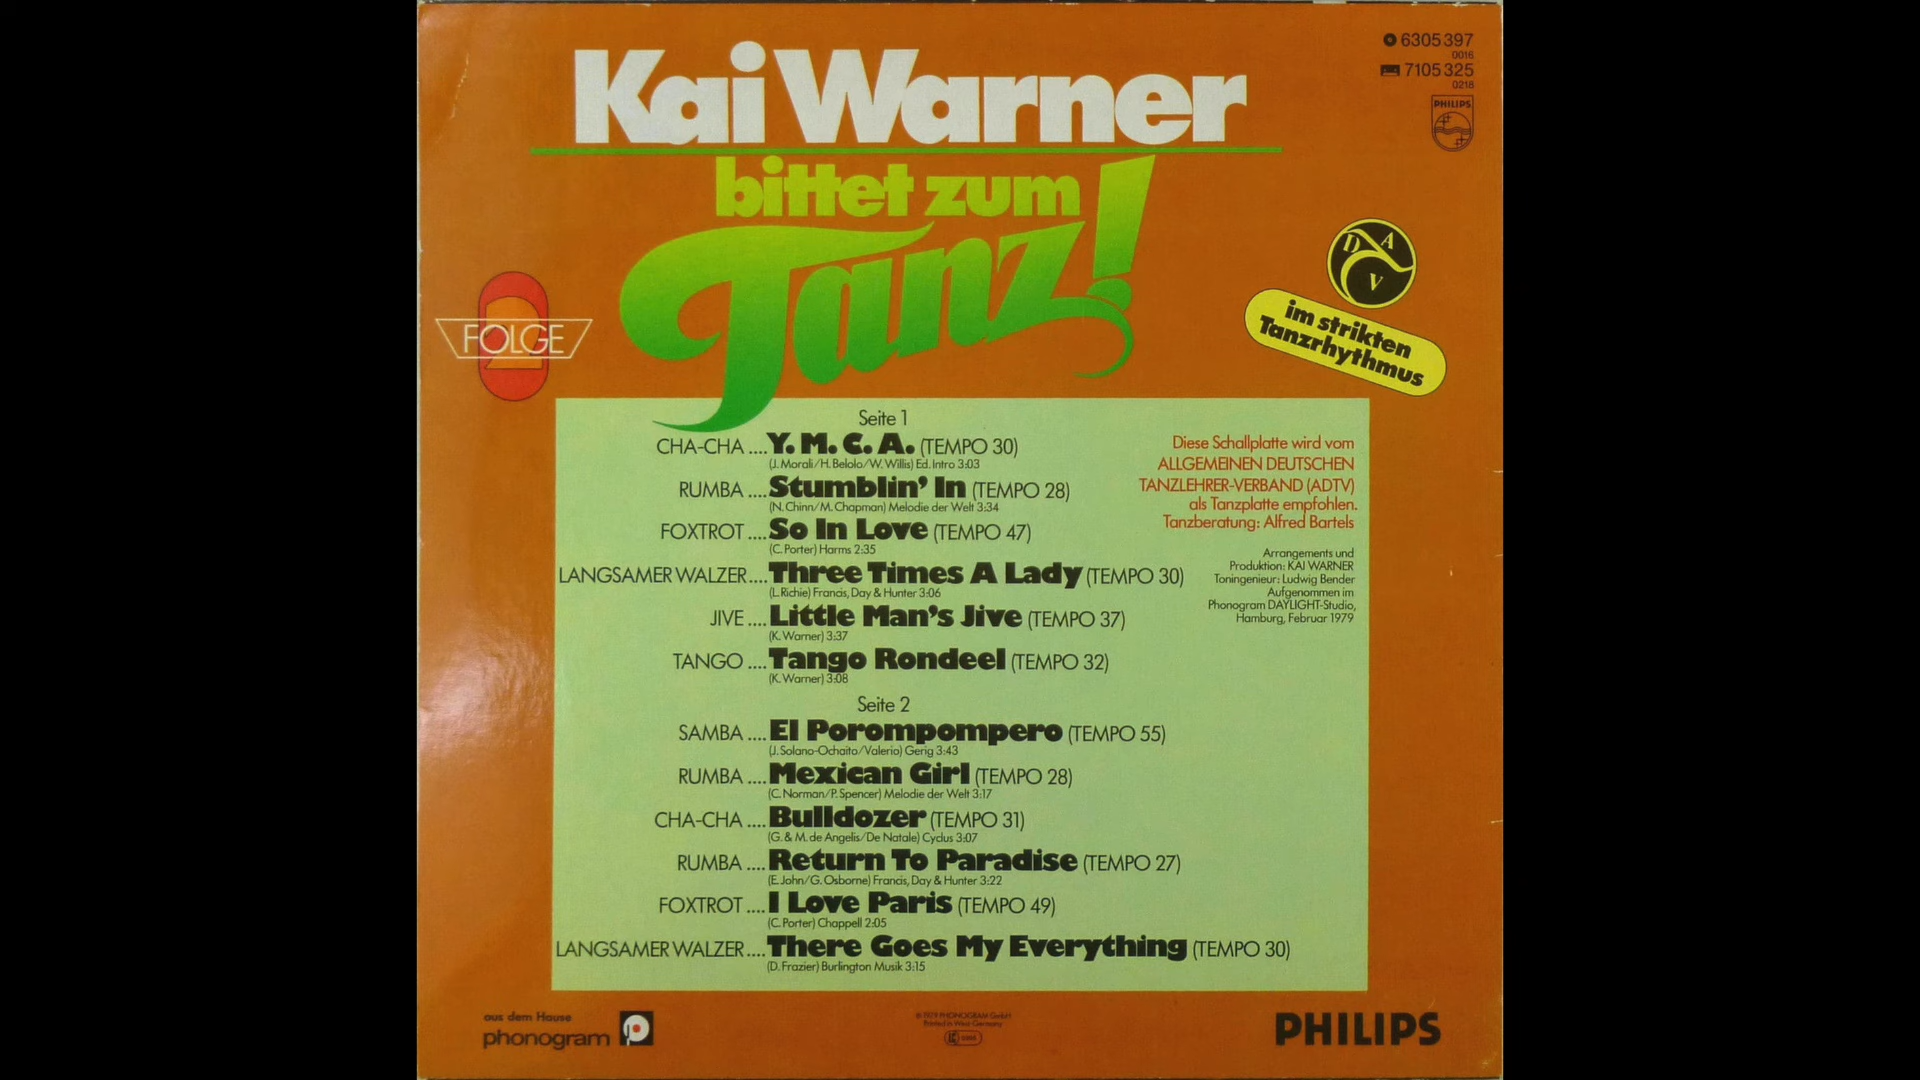 Kai Warner
bittet zum
Tanz!
6305 397
0016
7105 325
0218
PHILIPS
D A V
im strikten
Tanzrhythmus
FOLGE
2
Seite 1
CHA-CHA .... Y. M. C. A. (TEMPO 30)
(J. Morali/H. Belolo/W. Willis) Ed. Intro 3:03
RUMBA .... Stumblin' In (TEMPO 28)
(N. Chinn/M. Chapman) Melodie der Welt 3:34
FOXTROT .... So In Love (TEMPO 47)
(C. Porter) Harms 2:35
LANGSAMER WALZER .... Three Times A Lady (TEMPO 30)
(L. Richie) Francis, Day & Hunter 3:06
JIVE .... Little Man's Jive (TEMPO 37)
(K. Warner) 3:37
TANGO .... Tango Rondeel (TEMPO 32)
(K. Warner) 3:08
Diese Schallplatte wird vom
ALLGEMEINEN DEUTSCHEN
TANZLEHRER-VERBAND (ADTV)
als Tanzplatte empfohlen.
Tanzberatung: Alfred Bartels
Arrangements und
Produktion: KAI WARNER
Toningenieur: Ludwig Bender
Aufgenommen im
Phonogram DAYLIGHT-Studio,
Hamburg, Februar 1979
Seite 2
SAMBA .... El Porompompero (TEMPO 55)
(J. Solano-Ochaito/Valerio) Gerig 3:43
RUMBA .... Mexican Girl (TEMPO 28)
(C. Norman/P. Spencer) Melodie der Welt 3:17
CHA-CHA .... Bulldozer (TEMPO 31)
(G. & M. de Angelis/De Natale) Cyclus 3:07
RUMBA .... Return To Paradise (TEMPO 27)
(E. John/G. Osborne) Francis, Day & Hunter 3:22
FOXTROT .... I Love Paris (TEMPO 49)
(C. Porter) Chappell 2:05
LANGSAMER WALZER .... There Goes My Everything (TEMPO 30)
(D. Frazier) Burlington Musik 3:15
aus dem Hause
phonogram
℗ 1979 PHONOGRAM GmbH
Printed in West-Germany
PHILIPS